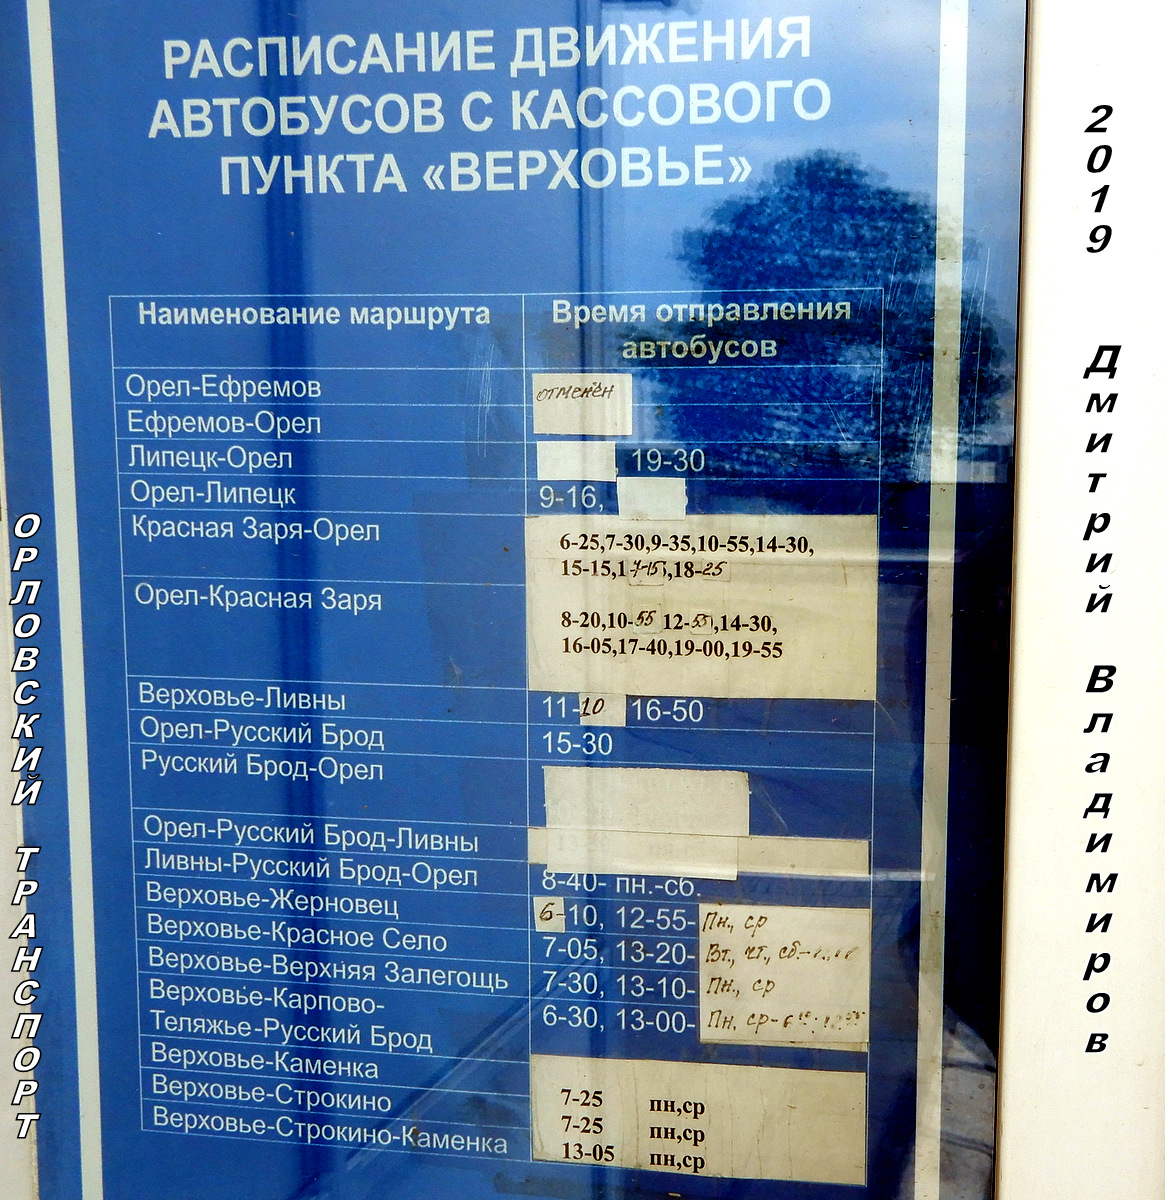 РАСПИСАНИЕ ДВИЖЕНИЯ
АВТОБУСОВ С КАССОВОГО
ПУНКТА «ВЕРХОВЬЕ»
Наименование маршрута
Время отправления
автобусов
Орел-Ефремов
отменён
Ефремов-Орел
Липецк-Орел , 19-30
Орел-Липецк 9-16,
Красная Заря-Орел
6-25,7-30,9-35,10-55,14-30,
15-15,17-15,18-25
Орел-Красная Заря
8-20,10-55 12-55,14-30,
16-05,17-40,19-00,19-55
Верховье-Ливны 11-10 16-50
Орел-Русский Брод 15-30
Русский Брод-Орел
Орел-Русский Брод-Ливны
Ливны-Русский Брод-Орел 8-40- пн.-сб.
Верховье-Жерновец 6-10, 12-55- Пн., ср
Верховье-Красное Село 7-05, 13-20- Вт., чт., сб-
Верховье-Верхняя Залегощь 7-30, 13-10- Пн., ср
Верховье-Карпово- 6-30, 13-00- Пн, ср-
Теляжье-Русский Брод
Верховье-Каменка 7-25 пн,ср
Верховье-Строкино 7-25 пн,ср
Верховье-Строкино-Каменка 13-05 пн,ср
ОРЛОВСКИЙ ТРАНСПОРТ
2019 Дмитрий Владимиров